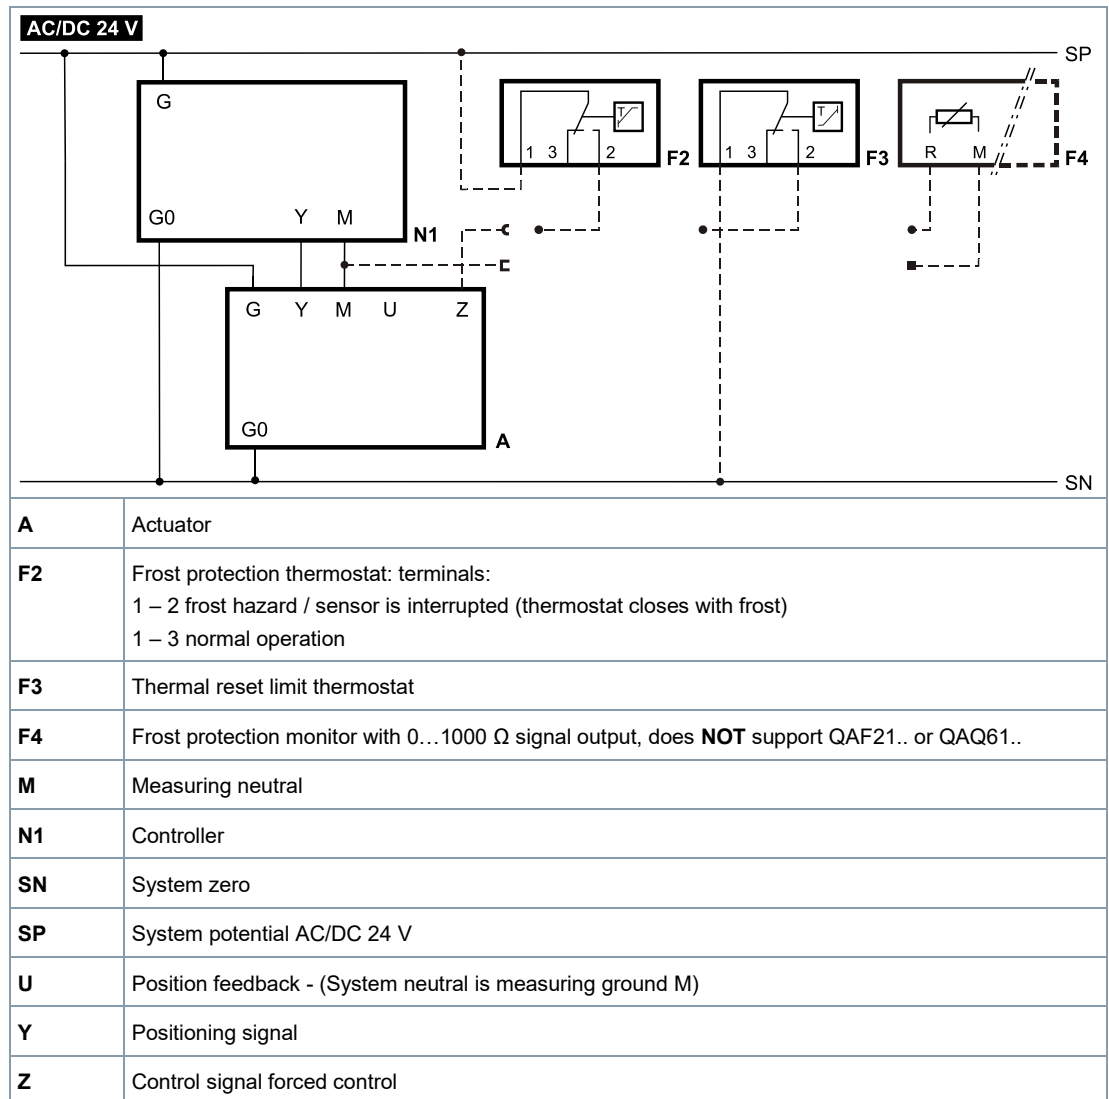 AC/DC 24 V
SP
G
T
T
1 3 2
F2
1 3 2
F3
R M
F4
G0 Y M
N1
G Y M U Z
G0
A
SN
A Actuator
F2 Frost protection thermostat: terminals:
1 – 2 frost hazard / sensor is interrupted (thermostat closes with frost)
1 – 3 normal operation
F3 Thermal reset limit thermostat
F4 Frost protection monitor with 0…1000 Ω signal output, does NOT support QAF21.. or QAQ61..
M Measuring neutral
N1 Controller
SN System zero
SP System potential AC/DC 24 V
U Position feedback - (System neutral is measuring ground M)
Y Positioning signal
Z Control signal forced control